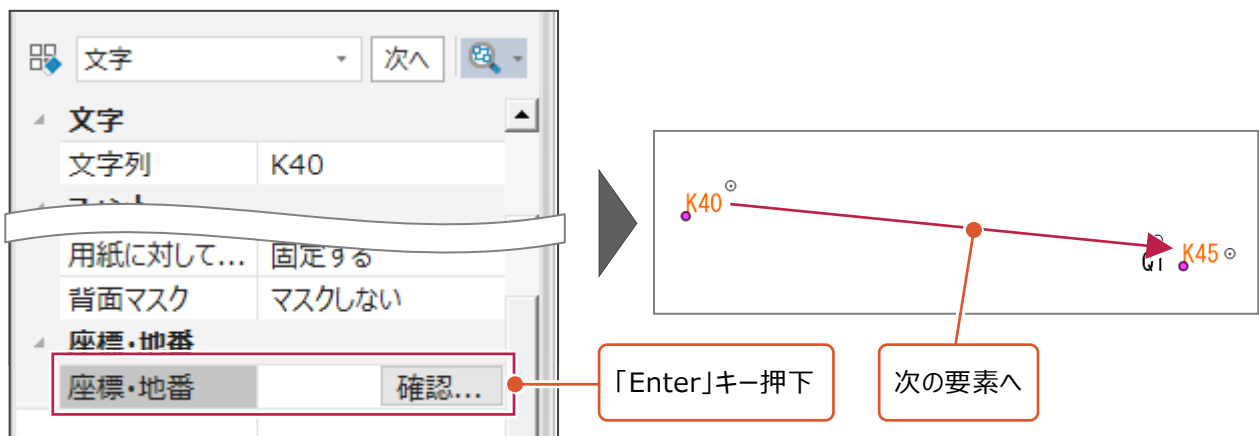 文字 次へ
文字
文字列 K40
用紙に対して... 固定する
背面マスク マスクしない
座標・地番
座標・地番 確認...
「Enter」キー押下
次の要素へ
K40
K45